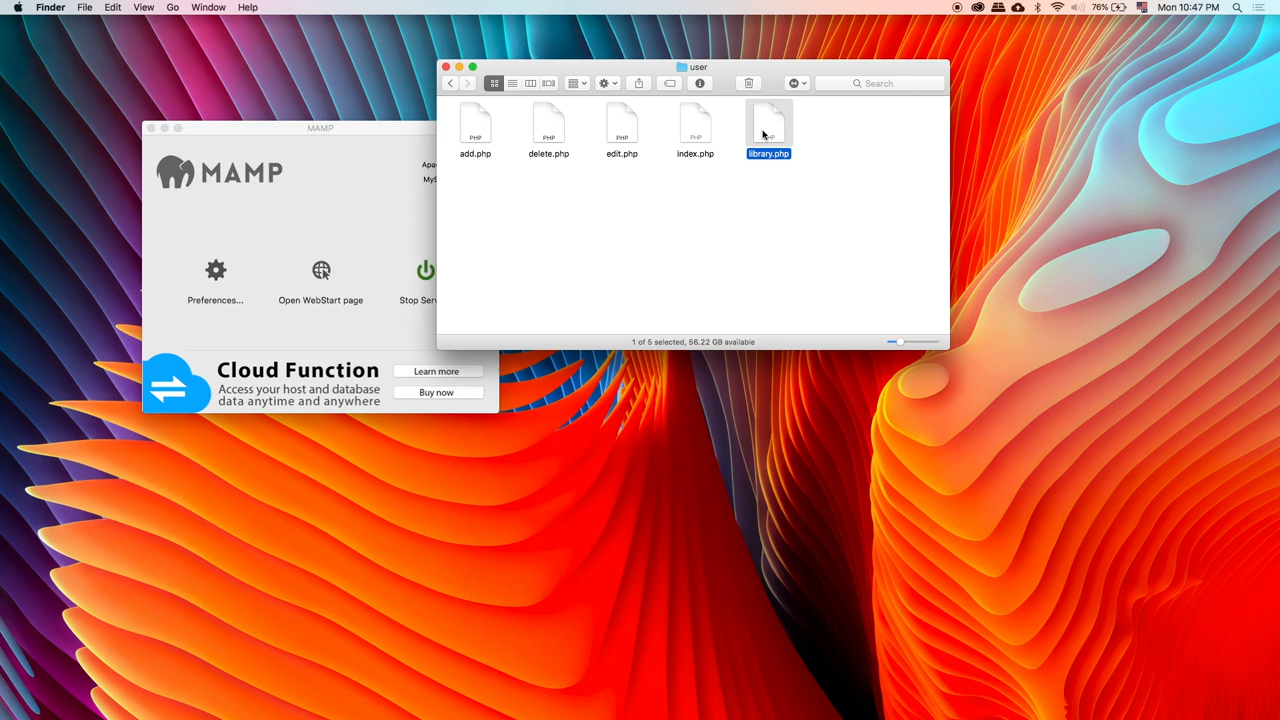 Finder File Edit View Go Window Help 76% Mon 10:47 PM
user
Search
PHP PHP PHP PHP PHP
add.php delete.php edit.php index.php library.php
1 of 5 selected, 56.22 GB available
MAMP
Apa
MyS
MAMP
Preferences... Open WebStart page Stop Serv
Cloud Function
Access your host and database
data anytime and anywhere
Learn more
Buy now